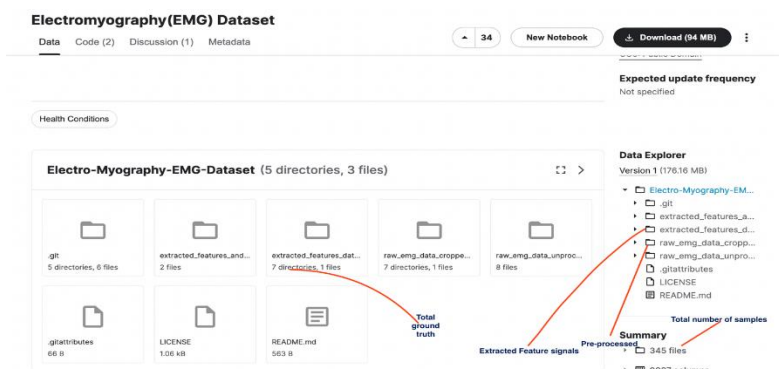 Electromyography(EMG) Dataset
Data Code (2) Discussion (1) Metadata
34 New Notebook Download (94 MB)
Expected update frequency
Not specified
Health Conditions
Electro-Myography-EMG-Dataset (5 directories, 3 files)
.git
5 directories, 6 files
extracted_features_and...
2 files
extracted_features_dat...
7 directories, 1 files
raw_emg_data_croppe...
7 directories, 1 files
raw_emg_data_unproc...
8 files
.gitattributes
66 B
LICENSE
1.06 kB
README.md
563 B
Data Explorer
Version 1 (176.16 MB)
Electro-Myography-EM...
.git
extracted_features_a...
extracted_features_d...
raw_emg_data_cropp...
raw_emg_data_unpro...
.gitattributes
LICENSE
README.md
Total
ground
truth
Extracted Feature signals
Pre-processed
Total number of samples
Summary
345 files